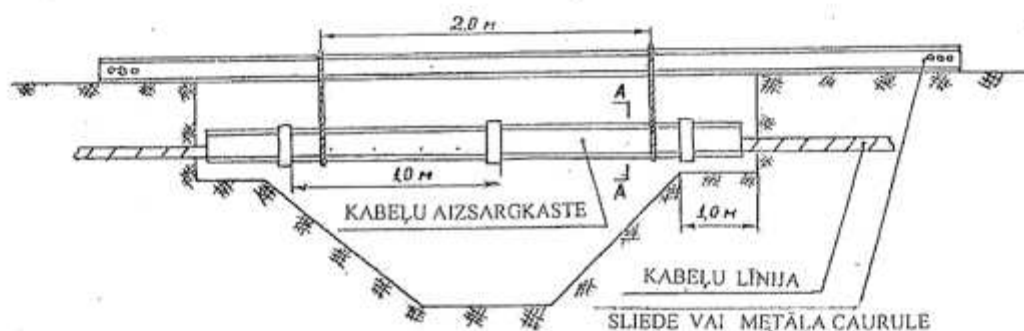 2,0 м
А
А
1,0 м
KABEĻU AIZSARGKASTE
1,0 м
KABEĻU LĪNIJA
SLIEDE VAI METĀLA CAURULE